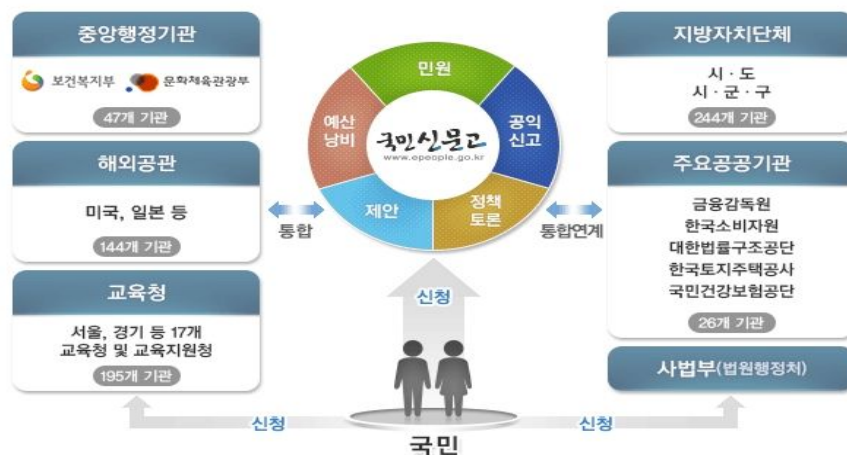 중앙행정기관
보건복지부 문화체육관광부
47개 기관
해외공관
미국, 일본 등
144개 기관
교육청
서울, 경기 등 17개
교육청 및 교육지원청
195개 기관
민원
예산
낭비
공익
신고
국민신문고
www.epeople.go.kr
제안
정책
토론
통합
통합연계
신청
신청
신청
국민
지방자치단체
시 · 도
시 · 군 · 구
244개 기관
주요공공기관
금융감독원
한국소비자원
대한법률구조공단
한국토지주택공사
국민건강보험공단
26개 기관
사법부(법원행정처)